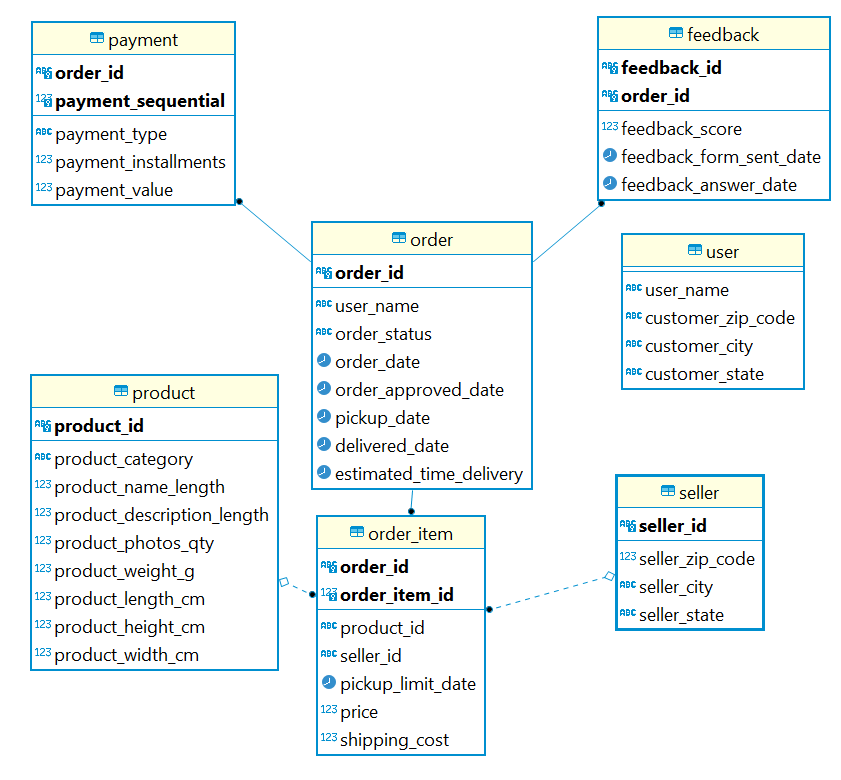 payment
order_id
payment_sequential
payment_type
payment_installments
payment_value
feedback
feedback_id
order_id
feedback_score
feedback_form_sent_date
feedback_answer_date
order
order_id
user_name
order_status
order_date
order_approved_date
pickup_date
delivered_date
estimated_time_delivery
user
user_name
customer_zip_code
customer_city
customer_state
product
product_id
product_category
product_name_length
product_description_length
product_photos_qty
product_weight_g
product_length_cm
product_height_cm
product_width_cm
order_item
order_id
order_item_id
product_id
seller_id
pickup_limit_date
price
shipping_cost
seller
seller_id
seller_zip_code
seller_city
seller_state